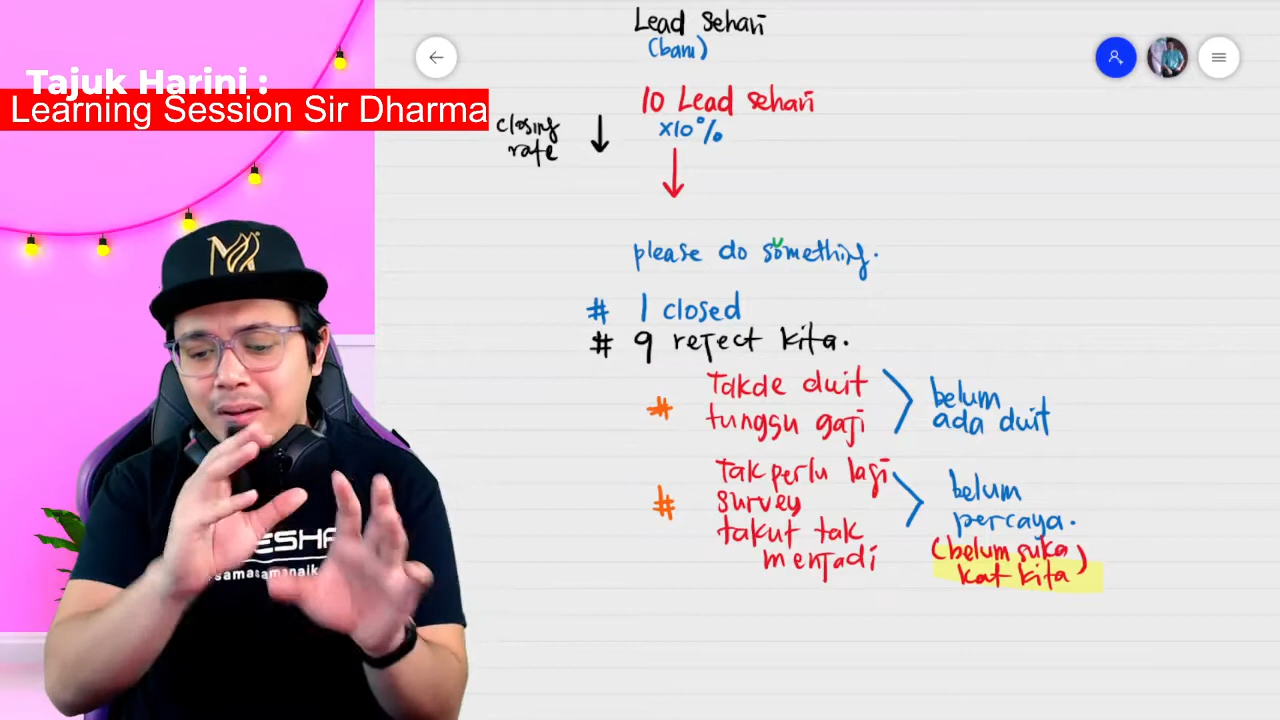 Tajuk Harini :
Learning Session Sir Dharma
Lead Sehari
(baru)
10 Lead sehari
x10%
closing
rate
please do something.
# 1 closed
# 9 reject kita.
# takde duit
tunggu gaji
belum
ada duit
# tak perlu lagi
survey
takut tak
menjadi
belum
percaya.
(belum suka
kat kita)
ESHA
samasamanaik